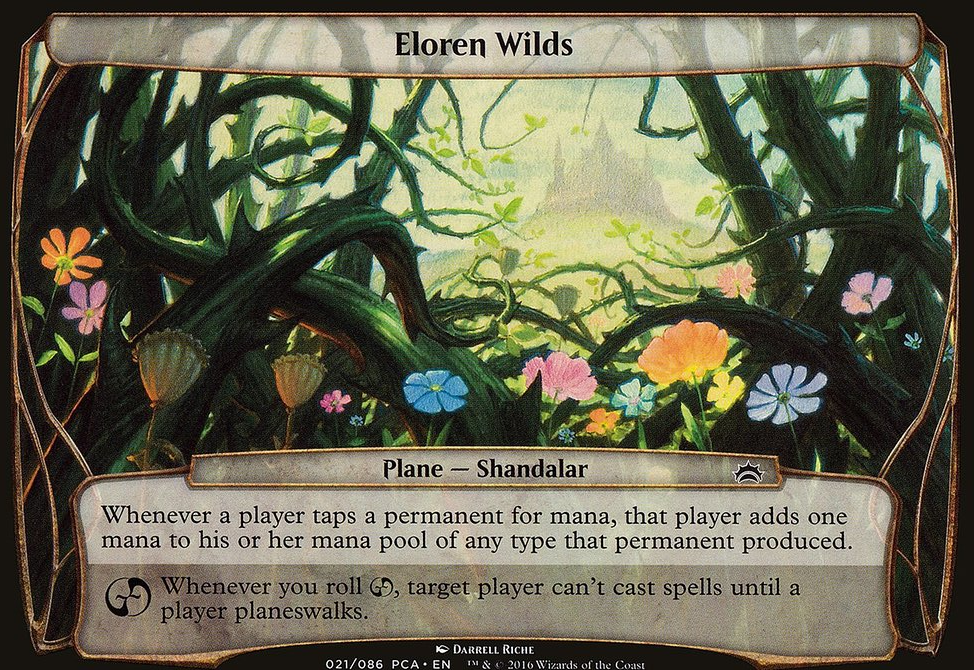 Eloren Wilds
Plane — Shandalar
Whenever a player taps a permanent for mana, that player adds one
mana to his or her mana pool of any type that permanent produced.
Whenever you roll , target player can't cast spells until a
player planeswalks.
Darrell Riche
021/086 PCA • EN ™ & © 2016 Wizards of the Coast